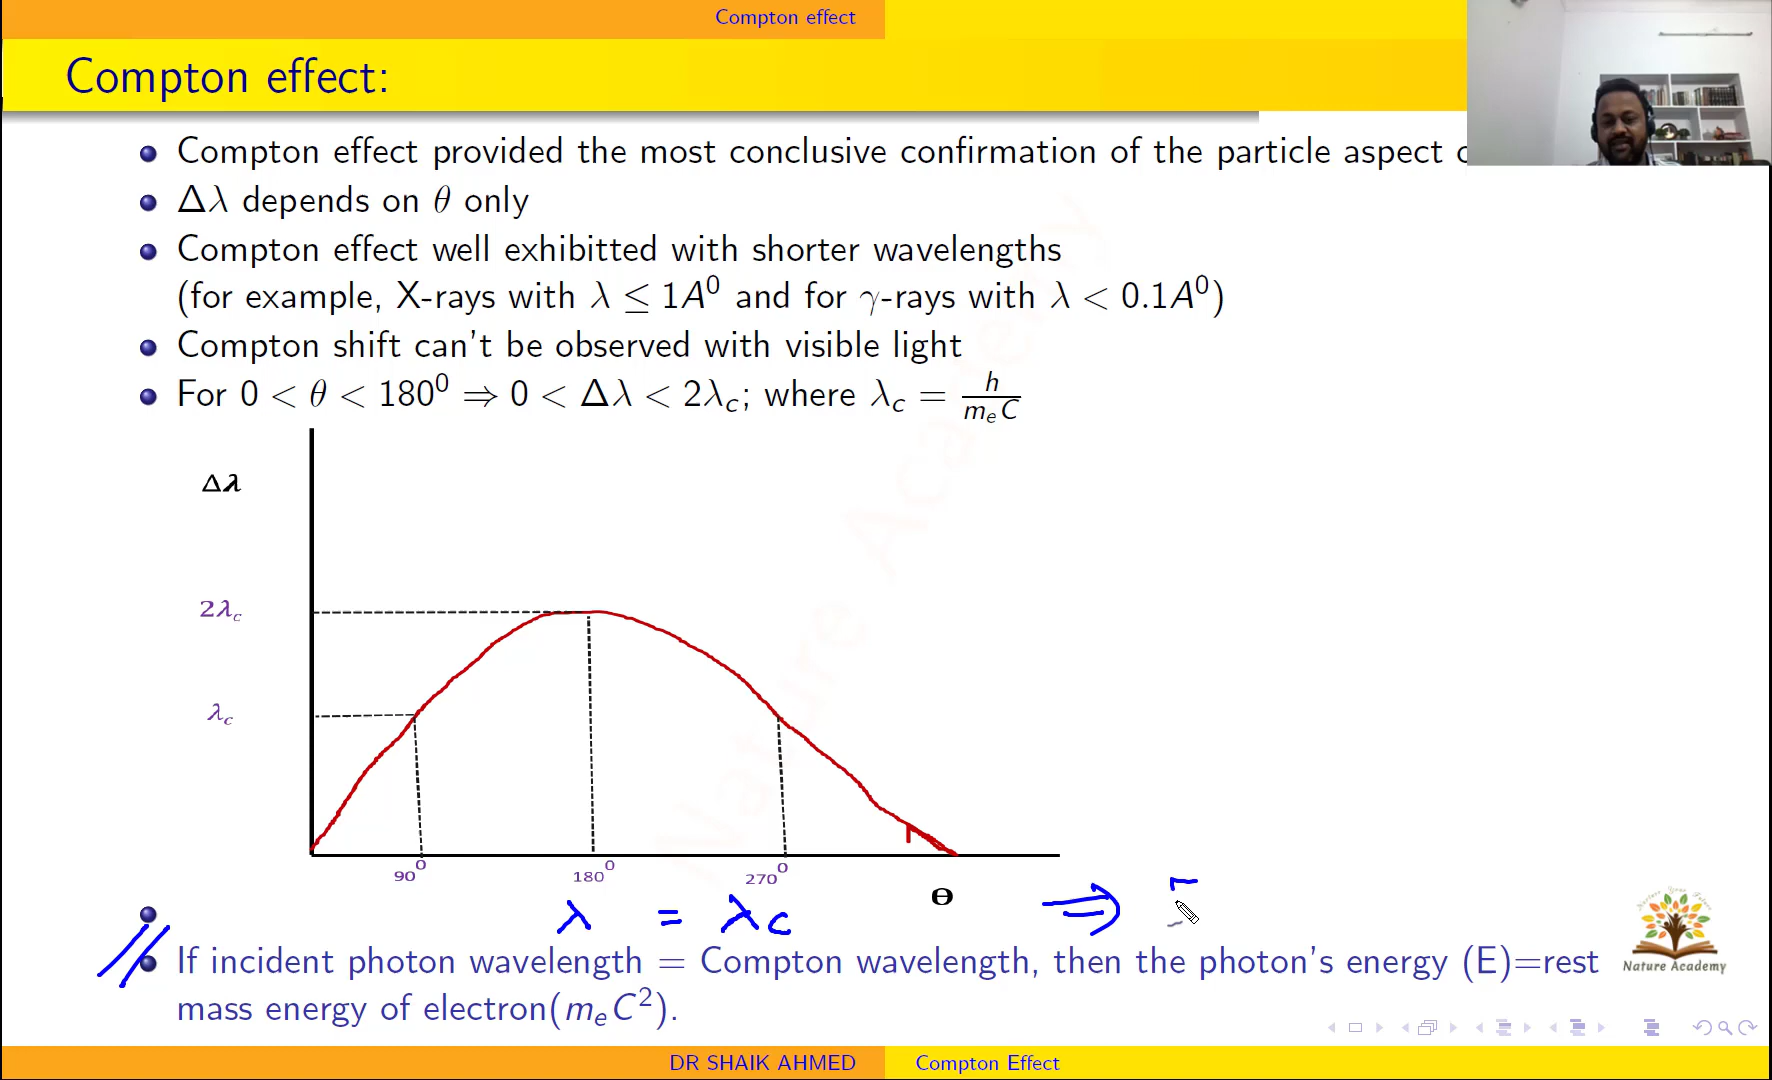 Compton effect
Compton effect:
Compton effect provided the most conclusive confirmation of the particle aspect
Δλ depends on θ only
Compton effect well exhibitted with shorter wavelengths
(for example, X-rays with λ ≤ 1A⁰ and for γ-rays with λ < 0.1A⁰)
Compton shift can't be observed with visible light
For 0 < θ < 180⁰ ⇒ 0 < Δλ < 2λc; where λc = h/mₑC
Δλ
2λc
λc
90⁰ 180⁰ 270⁰
Θ
λ = λc ⇒
If incident photon wavelength = Compton wavelength, then the photon's energy (E)=rest
mass energy of electron(mₑC²).
Nature Academy
Nature Academy
DR SHAIK AHMED Compton Effect